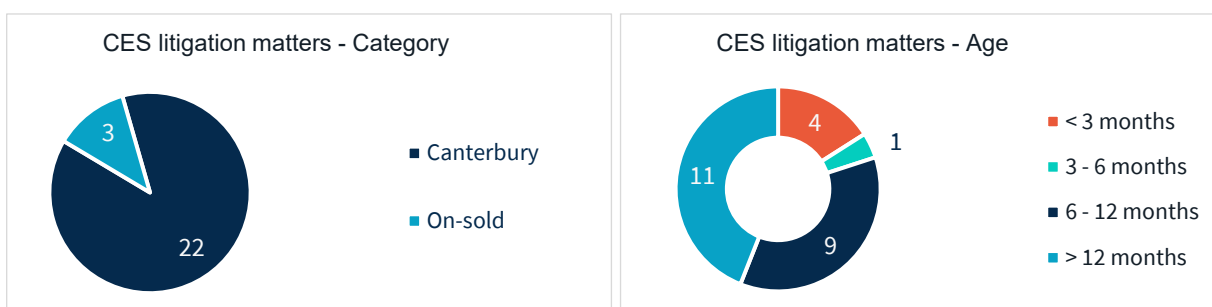 CES litigation matters - Category
3
22
Canterbury
On-sold
CES litigation matters - Age
4
1
9
11
< 3 months
3 - 6 months
6 - 12 months
> 12 months